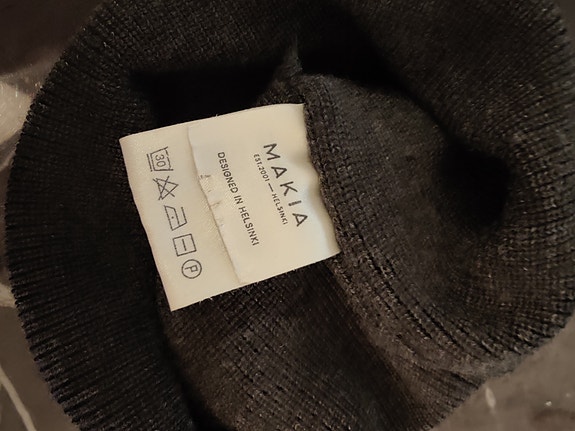 MAKIA
EST. 2001 — HELSINKI
DESIGNED IN HELSINKI
30
P